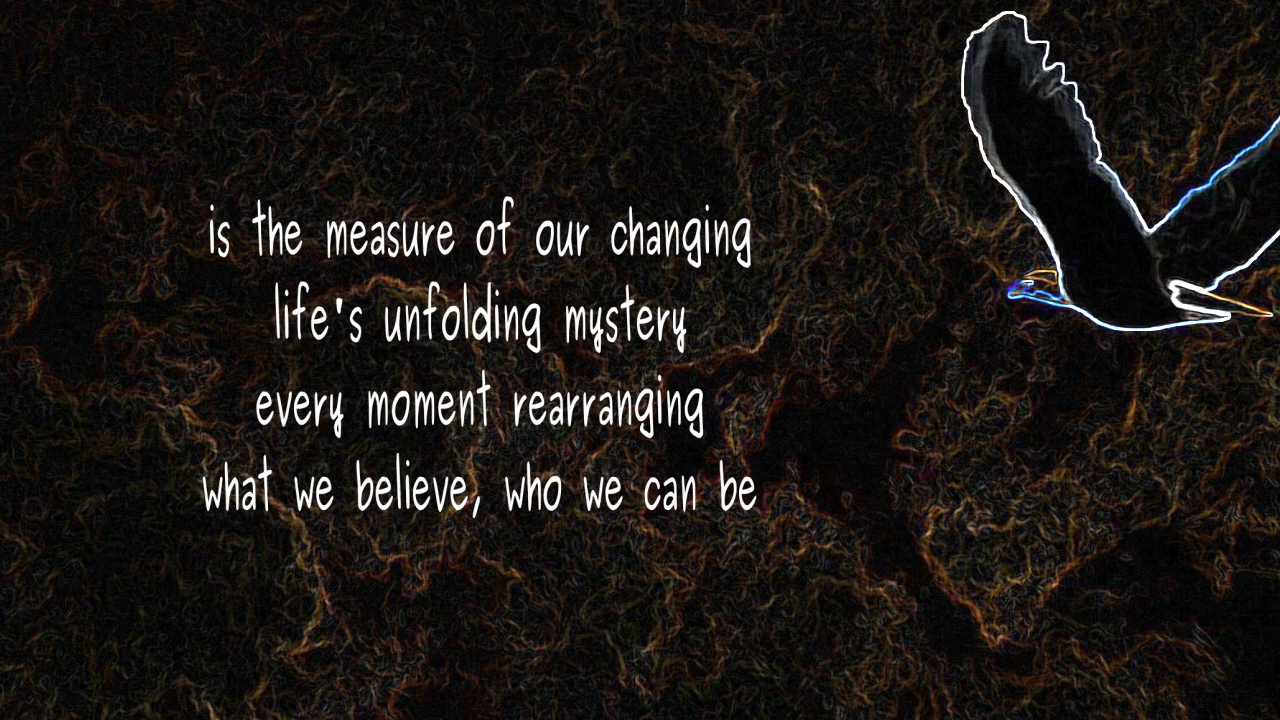 is the measure of our changing
life's unfolding mystery
every moment rearranging
what we believe, who we can be